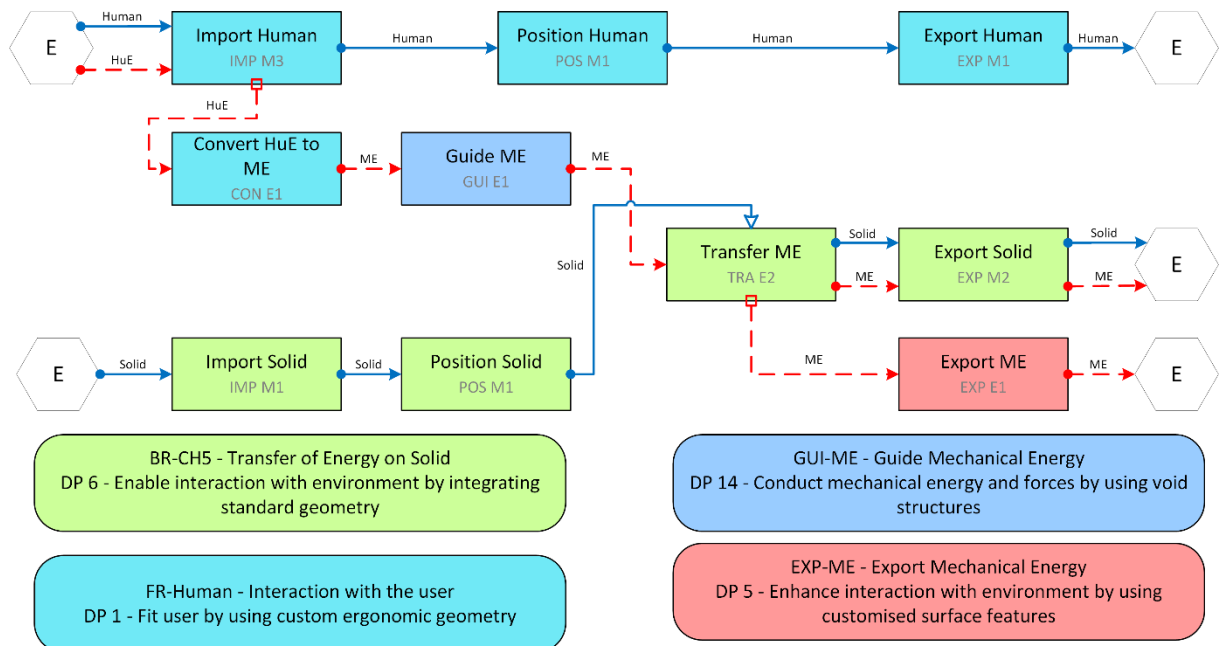 Human
HuE
E
Import Human
IMP M3
Human
Position Human
POS M1
Human
Export Human
EXP M1
Human
E
HuE
Convert HuE to
ME
CON E1
ME
Guide ME
GUI E1
ME
Solid
Transfer ME
TRA E2
Solid
ME
Export Solid
EXP M2
Solid
ME
E
E
Solid
Import Solid
IMP M1
Solid
Position Solid
POS M1
ME
Export ME
EXP E1
ME
E
BR-CH5 - Transfer of Energy on Solid
DP 6 - Enable interaction with environment by integrating
standard geometry
GUI-ME - Guide Mechanical Energy
DP 14 - Conduct mechanical energy and forces by using void
structures
FR-Human - Interaction with the user
DP 1 - Fit user by using custom ergonomic geometry
EXP-ME - Export Mechanical Energy
DP 5 - Enhance interaction with environment by using
customised surface features